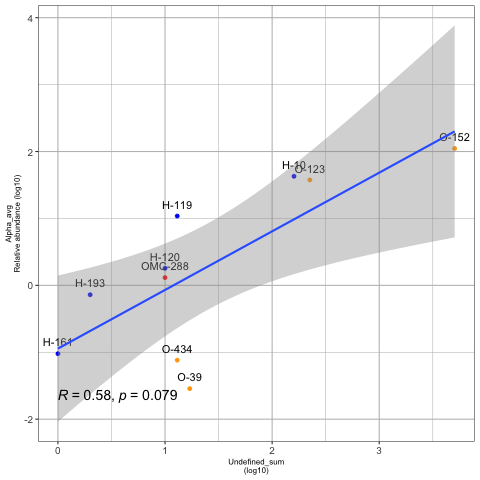 4
2
0
-2
Alpha_avg
Relative abundance (log10)
O-152
H-10
O-123
H-119
H-120
OMG-288
H-193
H-161
O-434
O-39
R = 0.58, p = 0.079
0 1 2 3
Undefined_sum
(log10)